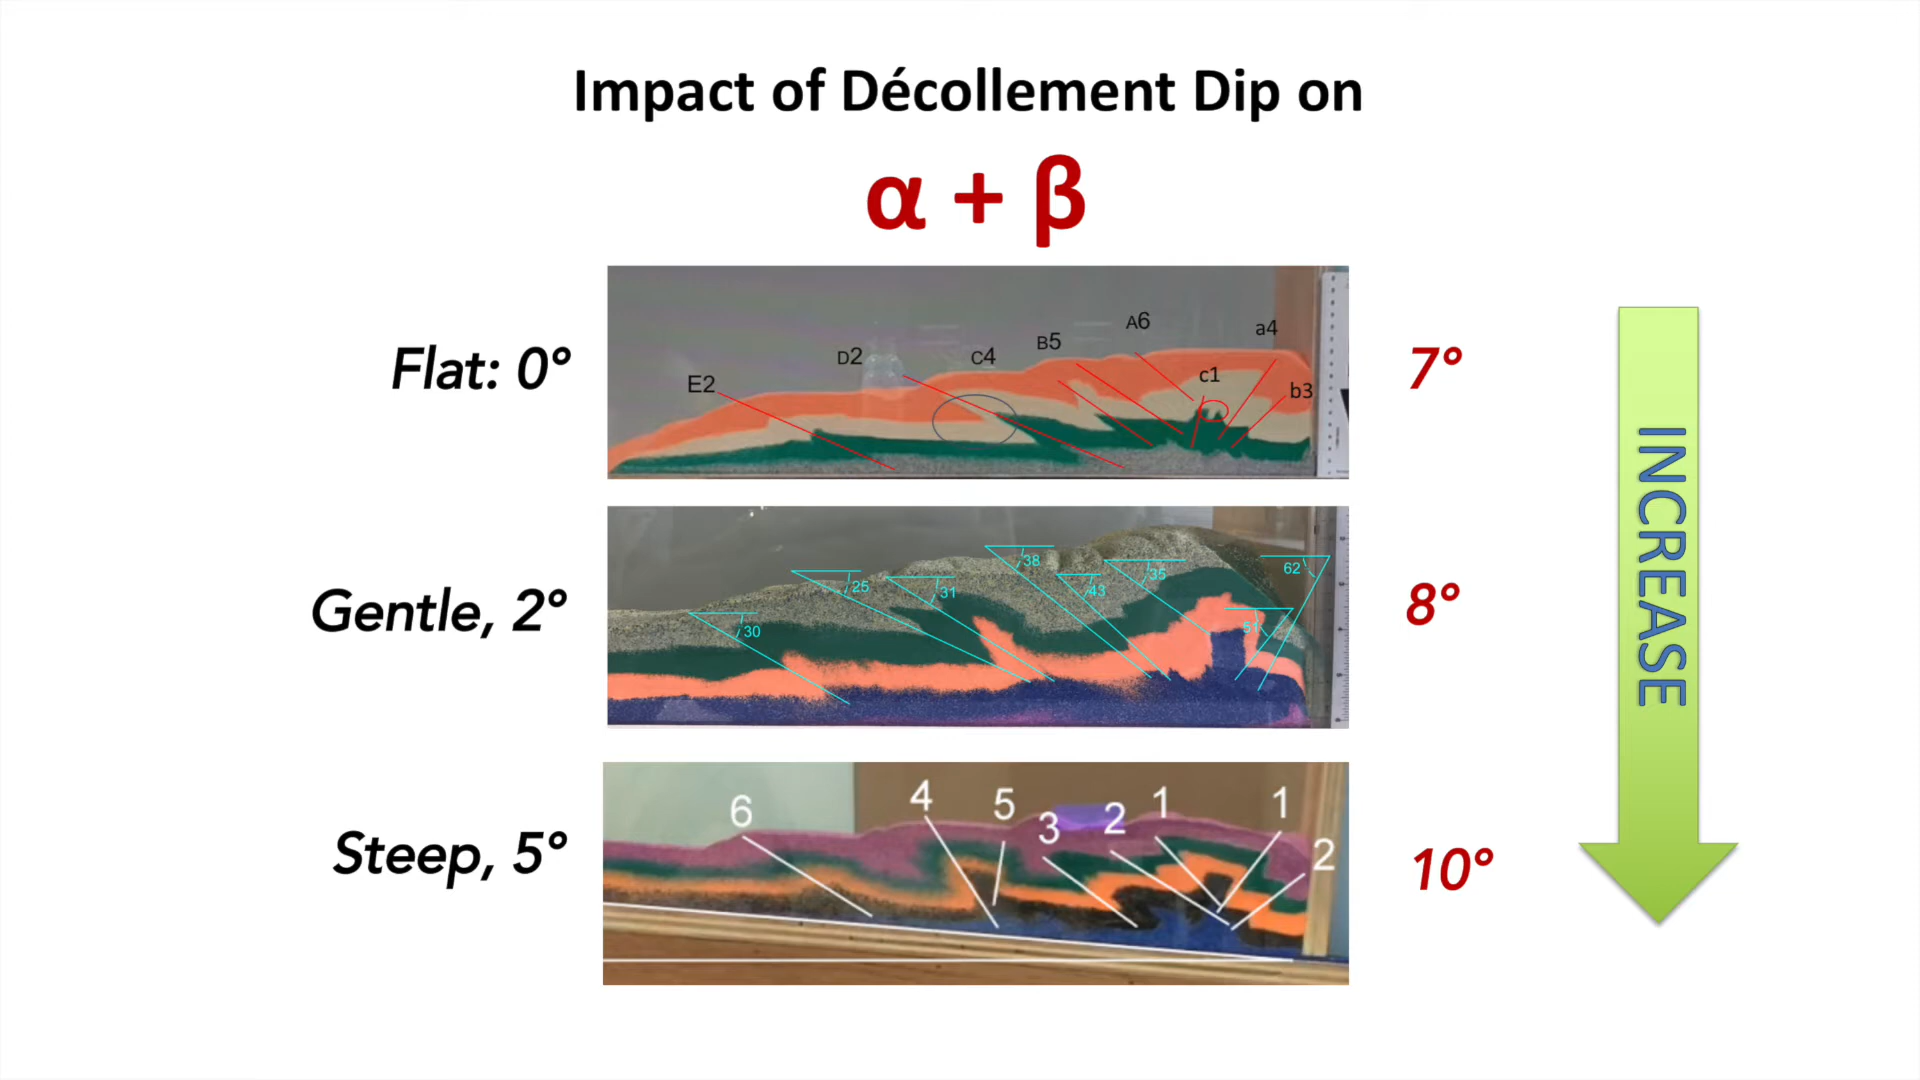 Impact of Décollement Dip on
α + β
Flat: 0°
E2
D2
C4
B5
A6
c1
a4
b3
7°
Gentle, 2°
30
25
31
38
43
35
51
62
8°
Steep, 5°
6
4
5
3
2
1
1
2
10°
INCREASE